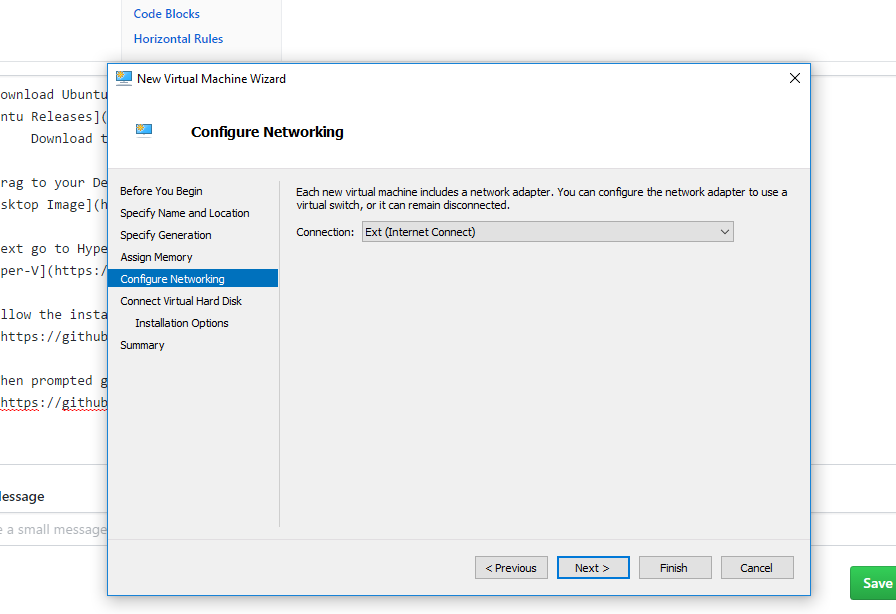 Code Blocks
Horizontal Rules
New Virtual Machine Wizard
Configure Networking
ownload Ubuntu
ntu Releases](
Download t
rag to your De
sktop Image](h
ext go to Hype
per-V](https:/
llow the insta
https://github
hen prompted g
https://github
Before You Begin
Specify Name and Location
Specify Generation
Assign Memory
Configure Networking
Connect Virtual Hard Disk
Installation Options
Summary
Each new virtual machine includes a network adapter. You can configure the network adapter to use a
virtual switch, or it can remain disconnected.
Connection: Ext (Internet Connect)
essage
e a small message
< Previous Next > Finish Cancel
Save